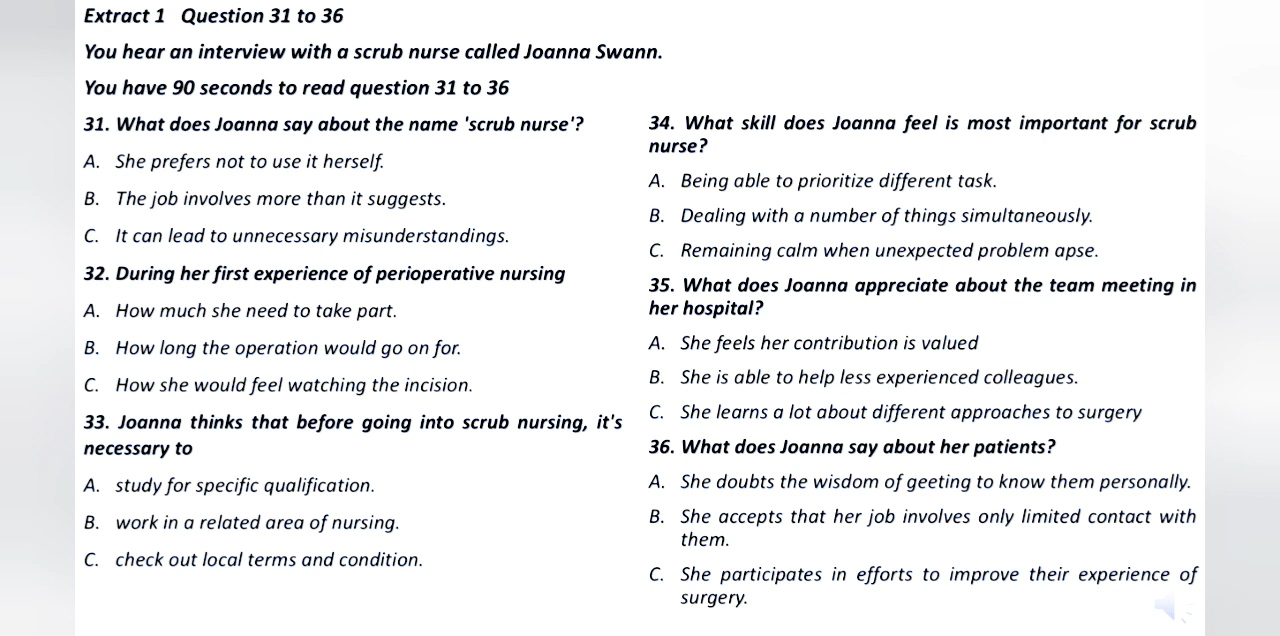 Extract 1 Question 31 to 36
You hear an interview with a scrub nurse called Joanna Swann.
You have 90 seconds to read question 31 to 36
31. What does Joanna say about the name 'scrub nurse'?
A. She prefers not to use it herself.
B. The job involves more than it suggests.
C. It can lead to unnecessary misunderstandings.
32. During her first experience of perioperative nursing
A. How much she need to take part.
B. How long the operation would go on for.
C. How she would feel watching the incision.
33. Joanna thinks that before going into scrub nursing, it's
necessary to
A. study for specific qualification.
B. work in a related area of nursing.
C. check out local terms and condition.
34. What skill does Joanna feel is most important for scrub
nurse?
A. Being able to prioritize different task.
B. Dealing with a number of things simultaneously.
C. Remaining calm when unexpected problem apse.
35. What does Joanna appreciate about the team meeting in
her hospital?
A. She feels her contribution is valued
B. She is able to help less experienced colleagues.
C. She learns a lot about different approaches to surgery
36. What does Joanna say about her patients?
A. She doubts the wisdom of geeting to know them personally.
B. She accepts that her job involves only limited contact with
them.
C. She participates in efforts to improve their experience of
surgery.